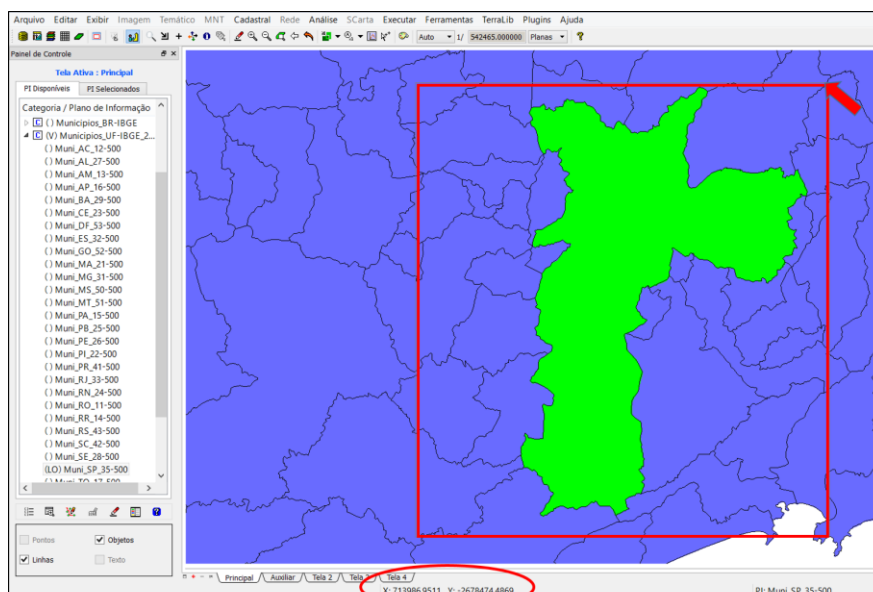 Arquivo Editar Exibir Imagem Temático MNT Cadastral Rede Análise SCarta Executar Ferramentas TerraLib Plugins Ajuda
Auto 1/ 542465.000000 Planas ?
Painel de Controle
Tela Ativa : Principal
PI Disponíveis PI Selecionados
Categoria / Plano de Informação
C ( ) Municipios_BR-IBGE
C (V) Municipios_UF-IBGE_2...
( ) Muni_AC_12-500
( ) Muni_AL_27-500
( ) Muni_AM_13-500
( ) Muni_AP_16-500
( ) Muni_BA_29-500
( ) Muni_CE_23-500
( ) Muni_DF_53-500
( ) Muni_ES_32-500
( ) Muni_GO_52-500
( ) Muni_MA_21-500
( ) Muni_MG_31-500
( ) Muni_MS_50-500
( ) Muni_MT_51-500
( ) Muni_PA_15-500
( ) Muni_PB_25-500
( ) Muni_PE_26-500
( ) Muni_PI_22-500
( ) Muni_PR_41-500
( ) Muni_RJ_33-500
( ) Muni_RN_24-500
( ) Muni_RO_11-500
( ) Muni_RR_14-500
( ) Muni_RS_43-500
( ) Muni_SC_42-500
( ) Muni_SE_28-500
(LO) Muni_SP_35-500
( ) Muni_TO_17-500
Pontos Objetos
Linhas Texto
Principal Auxiliar Tela 2 Tela 3 Tela 4
X: 713986.9511 Y: -2678474.4869 PI: Muni_SP_35-500